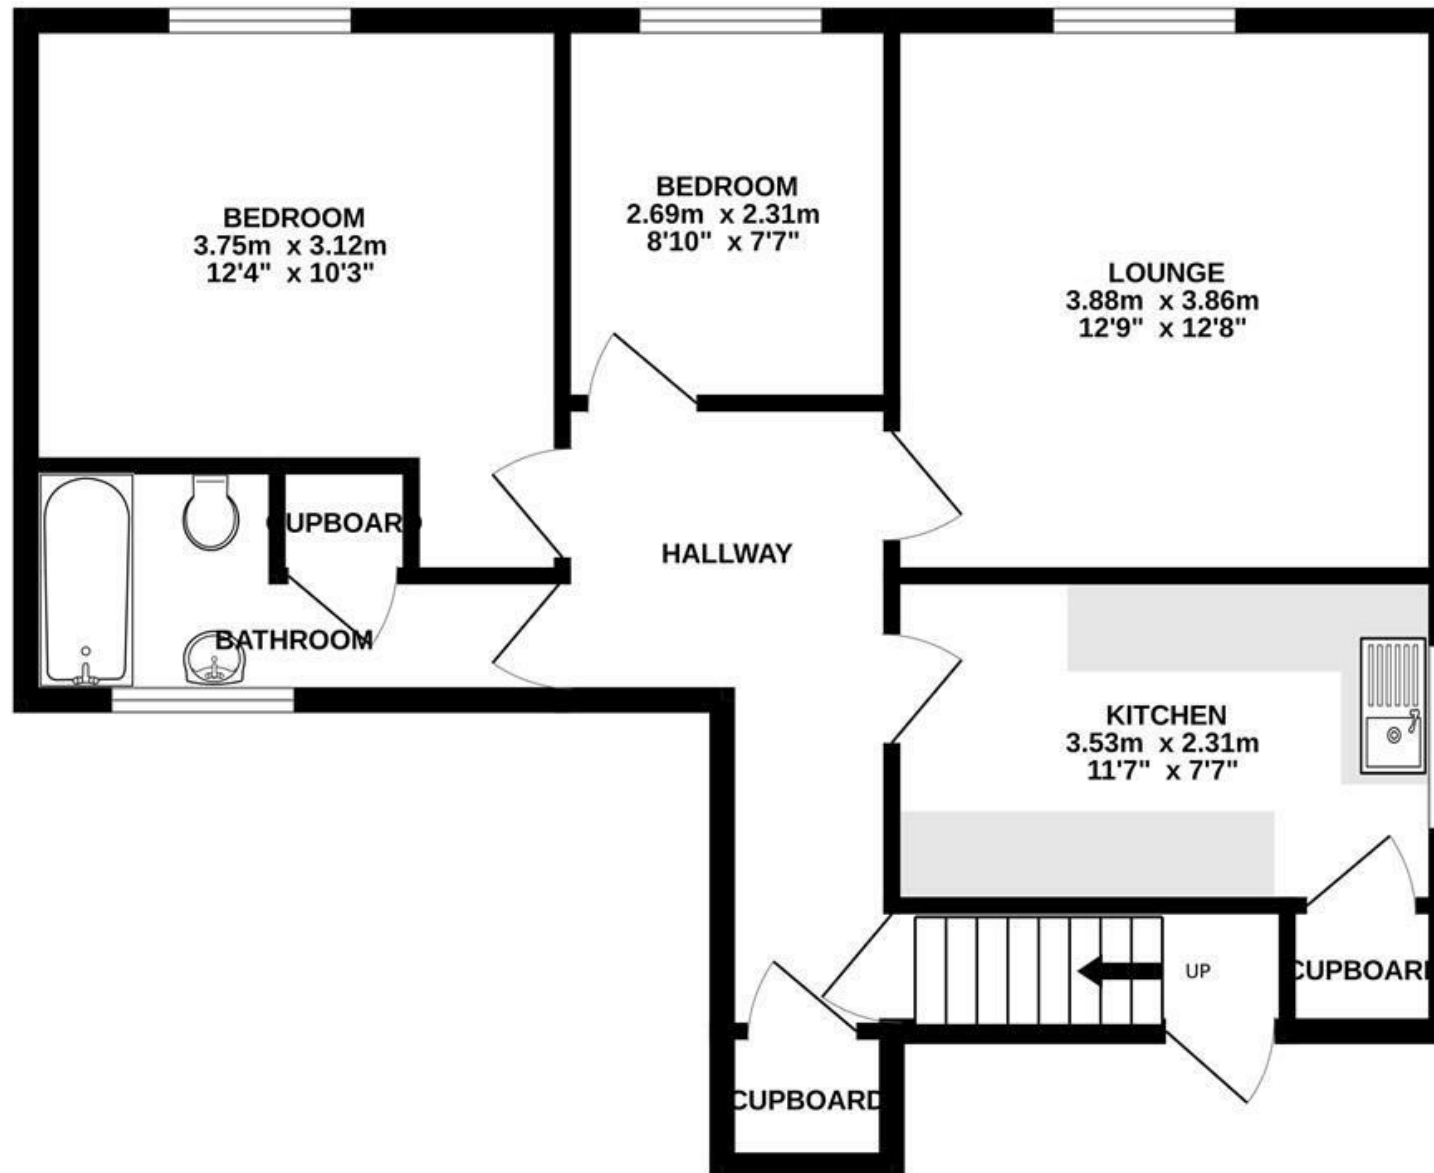 BEDROOM
3.75m x 3.12m
12'4" x 10'3"
BEDROOM
2.69m x 2.31m
8'10" x 7'7"
LOUNGE
3.88m x 3.86m
12'9" x 12'8"
CUPBOARD
HALLWAY
BATHROOM
KITCHEN
3.53m x 2.31m
11'7" x 7'7"
UP
CUPBOARD
CUPBOARD